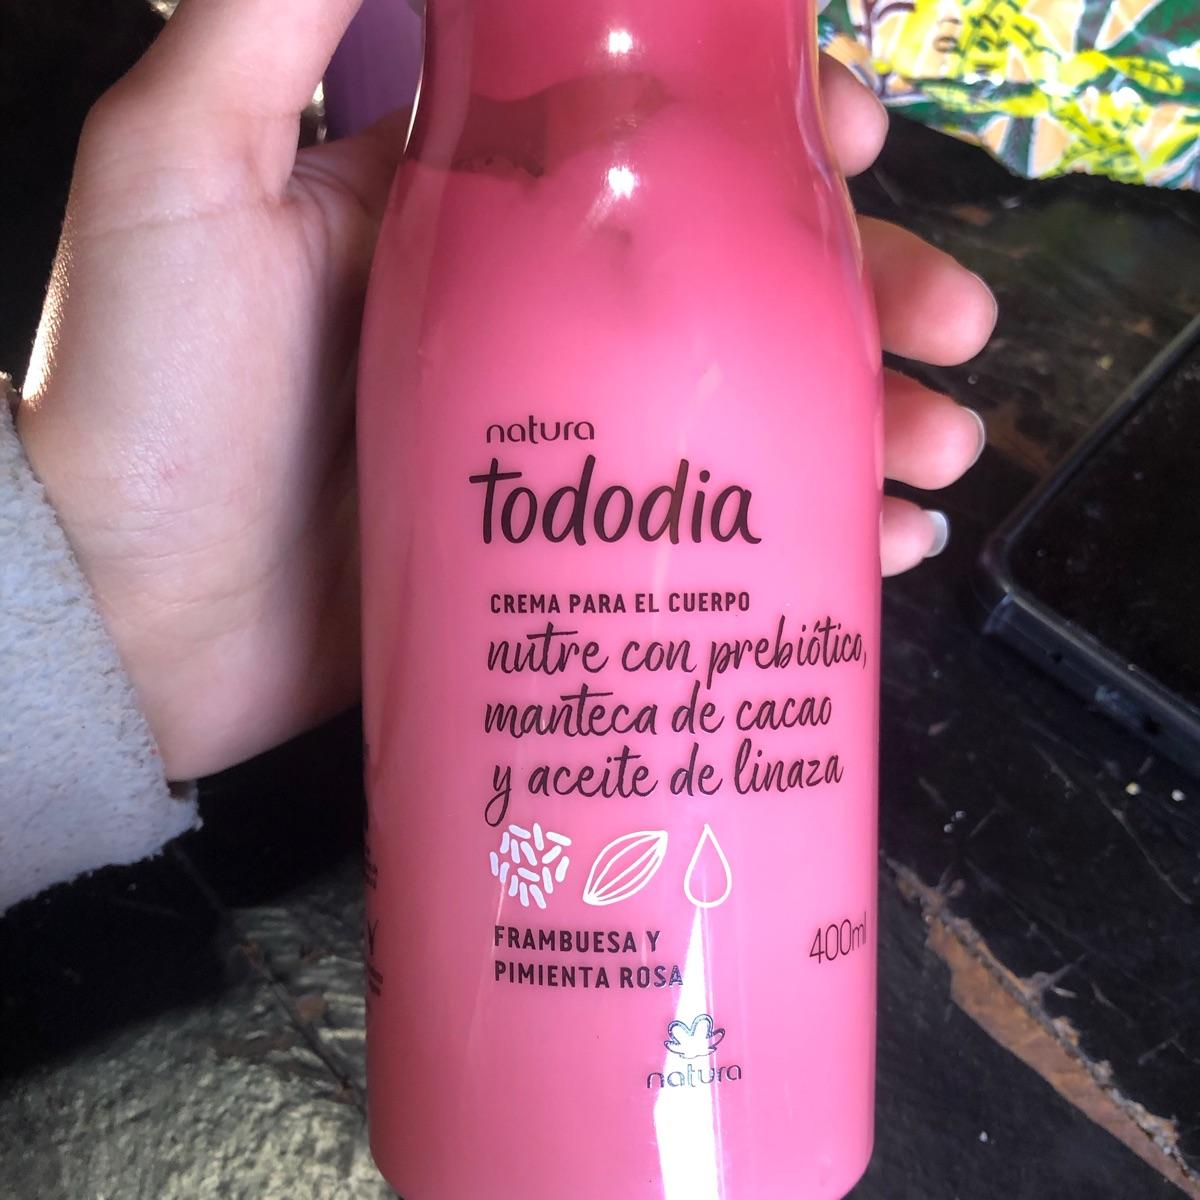 natura
tododia
CREMA PARA EL CUERPO
nutre con prebiótico,
manteca de cacao
y aceite de linaza
FRAMBUESA Y
PIMIENTA ROSA
400ml
natura